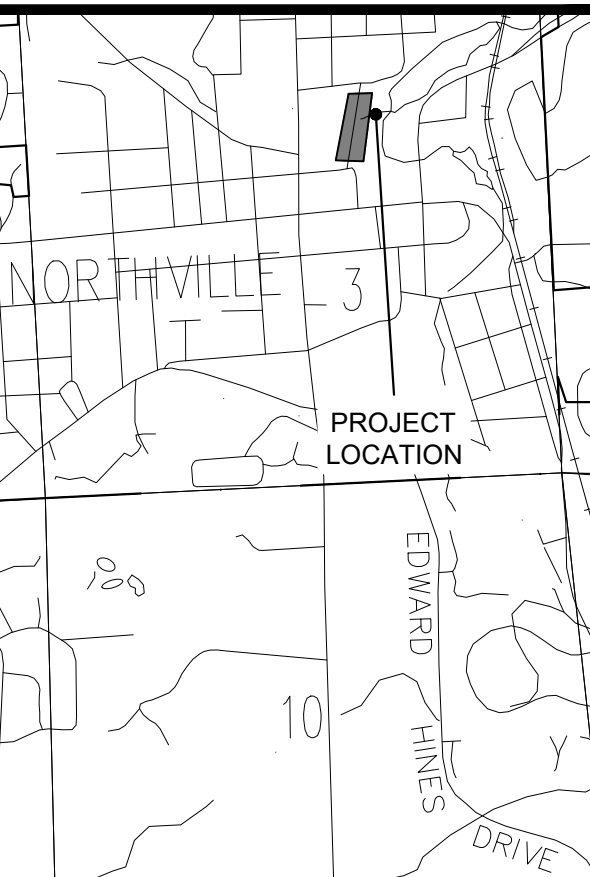 NORTHVILLE 3
PROJECT
LOCATION
EDWARD
HINES
DRIVE
10
Y